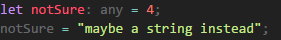 let notSure: any = 4;
notSure = "maybe a string instead";